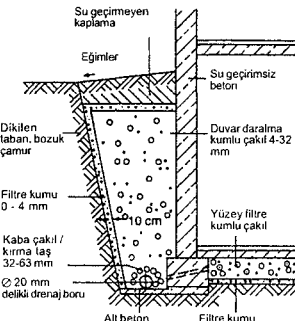 Su geçirmeyen
kaplama
Eğimler
Su geçirimsiz
beton
Dikilen
taban, bozuk
çamur
Duvar daralma
kumlu çakıl 4-32
mm
Filtre kumu
0 - 4 mm
10 cm
Yüzey filtre
kumlu çakıl
Kaba çakıl /
kırma taş
32-63 mm
∅ 20 mm
delikli drenaj boru
Alt beton
Filtre kumu